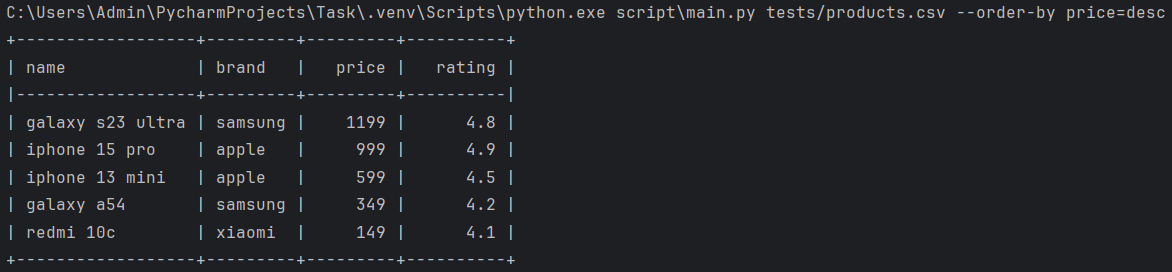 C:\Users\Admin\PycharmProjects\Task\.venv\Scripts\python.exe script\main.py tests/products.csv --order-by price=desc
+------------------+---------+---------+----------+
| name             | brand   |   price |   rating |
|------------------+---------+---------+----------|
| galaxy s23 ultra | samsung |    1199 |      4.8 |
| iphone 15 pro    | apple   |     999 |      4.9 |
| iphone 13 mini   | apple   |     599 |      4.5 |
| galaxy a54       | samsung |     349 |      4.2 |
| redmi 10c        | xiaomi  |     149 |      4.1 |
+------------------+---------+---------+----------+